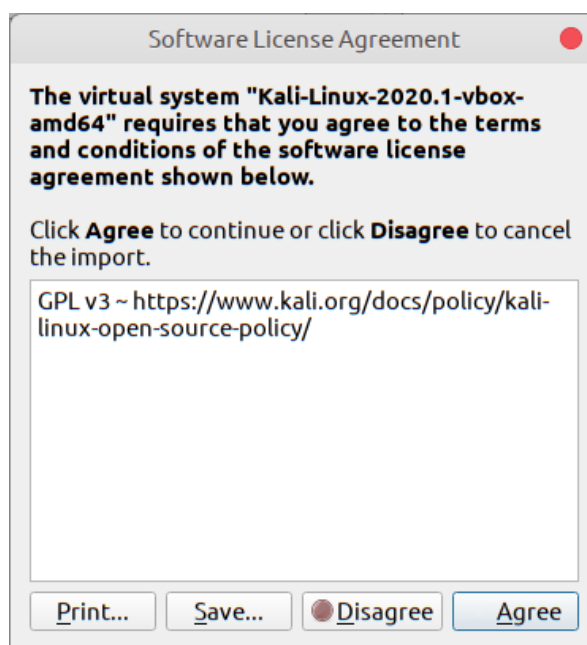 Software License Agreement
The virtual system "Kali-Linux-2020.1-vbox-
amd64" requires that you agree to the terms
and conditions of the software license
agreement shown below.
Click Agree to continue or click Disagree to cancel
the import.
GPL v3 ~ https://www.kali.org/docs/policy/kali-
linux-open-source-policy/
Print... Save... Disagree Agree